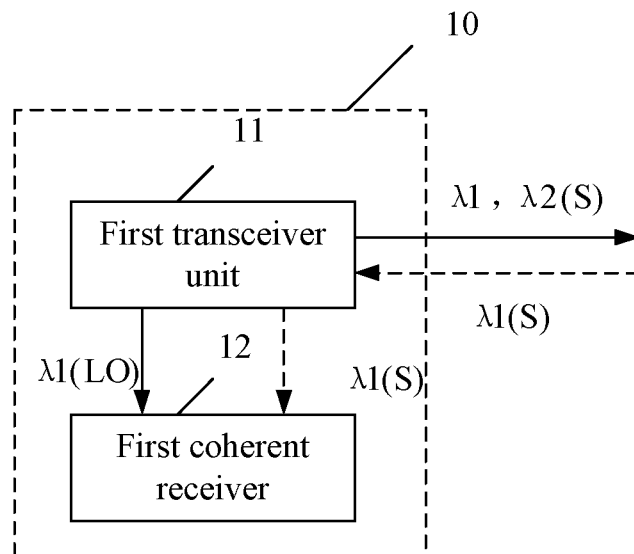 10
11
First transceiver
unit
λ1 , λ2(S)
λ1(S)
λ1(LO)
12
λ1(S)
First coherent
receiver